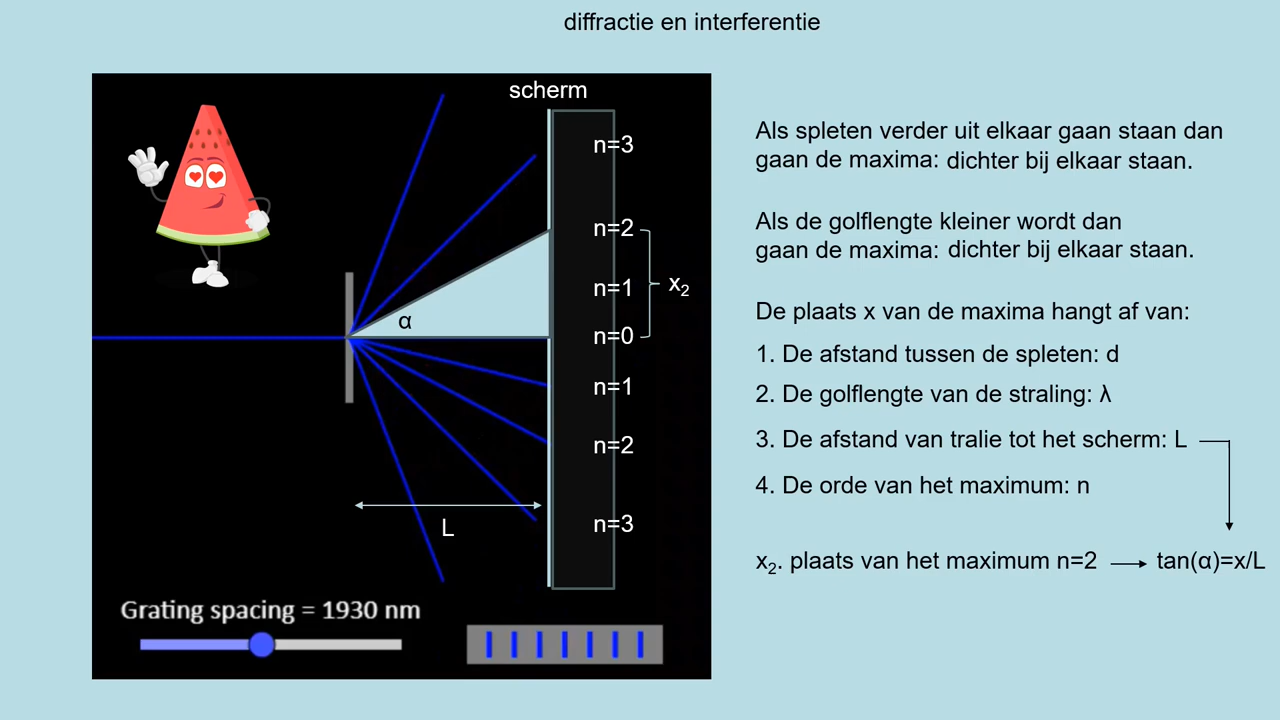 diffractie en interferentie
scherm
n=3
n=2
n=1
n=0
n=1
n=2
n=3
x₂
α
L
Grating spacing = 1930 nm
Als spleten verder uit elkaar gaan staan dan
gaan de maxima: dichter bij elkaar staan.
Als de golflengte kleiner wordt dan
gaan de maxima: dichter bij elkaar staan.
De plaats x van de maxima hangt af van:
1. De afstand tussen de spleten: d
2. De golflengte van de straling: λ
3. De afstand van tralie tot het scherm: L
4. De orde van het maximum: n
x₂. plaats van het maximum n=2 → tan(α)=x/L